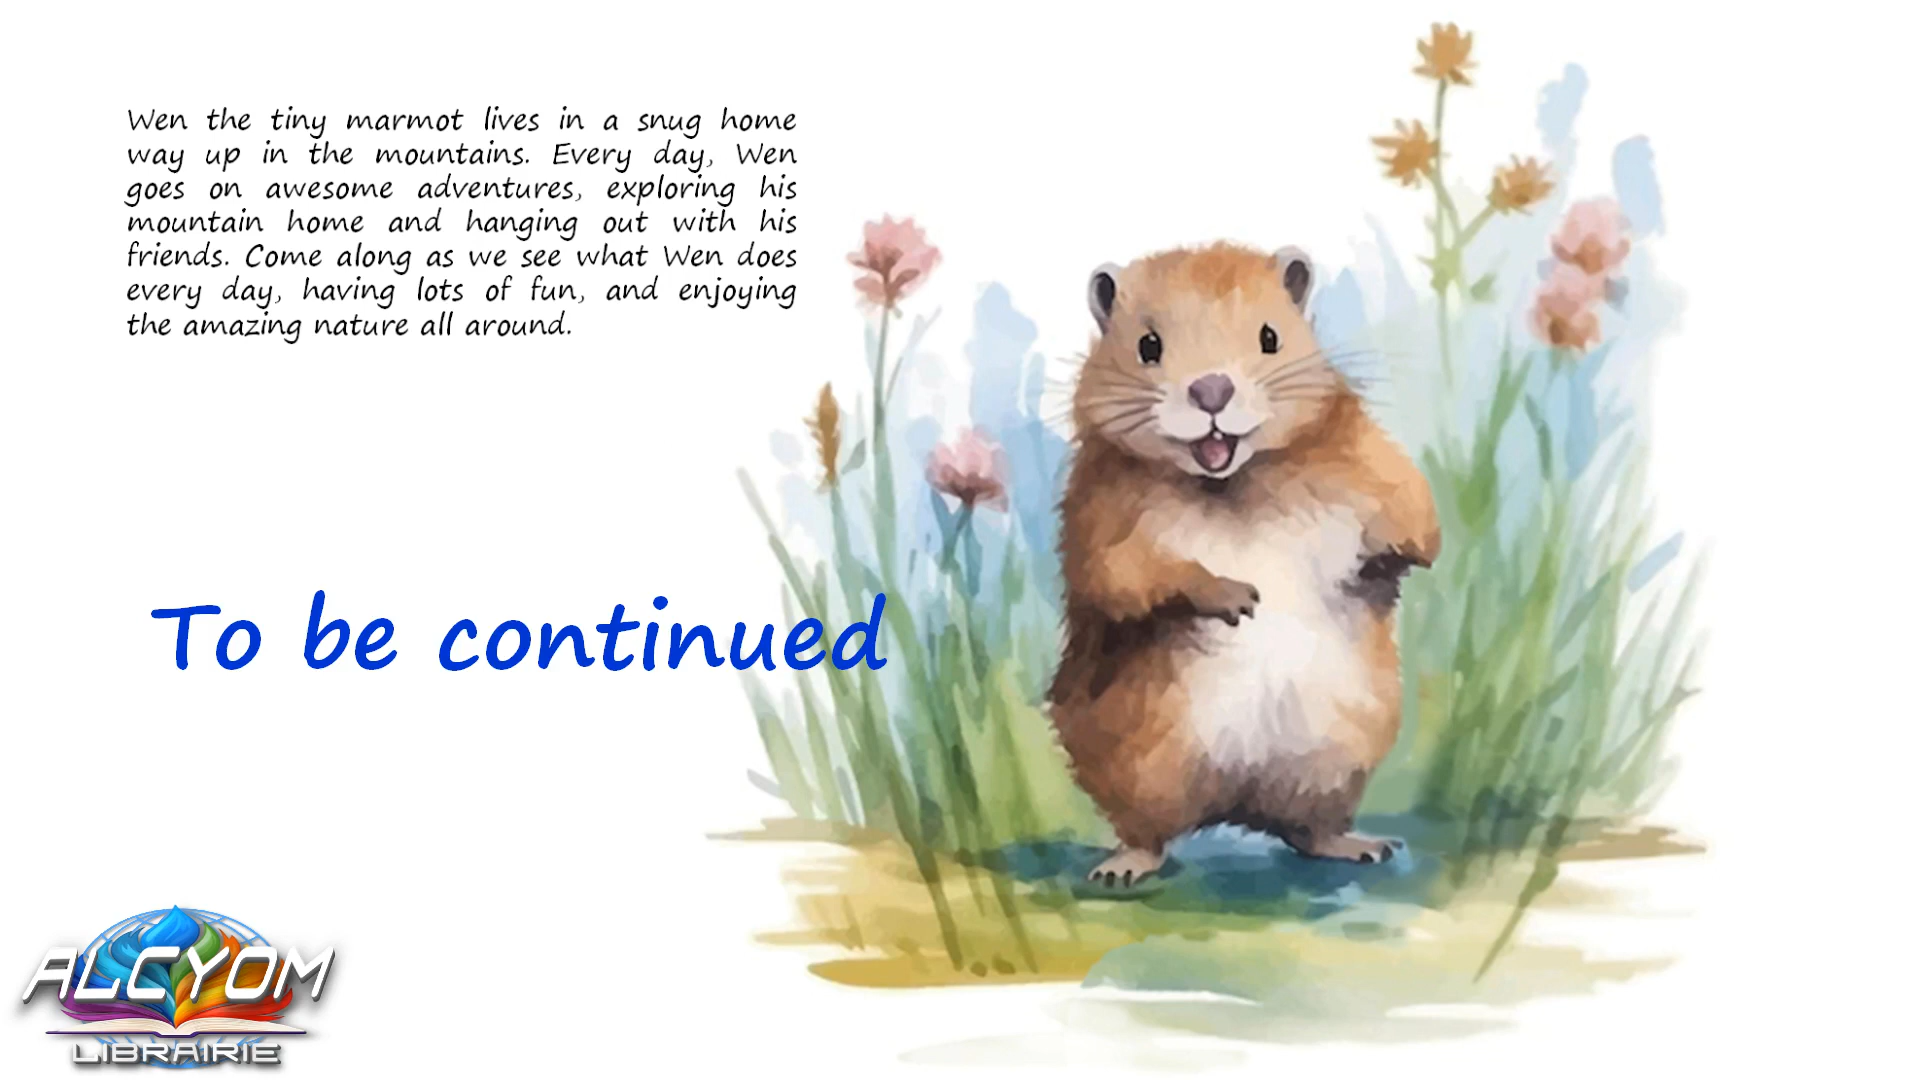 Wen the tiny marmot lives in a snug home
way up in the mountains. Every day, Wen
goes on awesome adventures, exploring his
mountain home and hanging out with his
friends. Come along as we see what Wen does
every day, having lots of fun, and enjoying
the amazing nature all around.
To be continued
ALCYOM
LIBRAIRIE